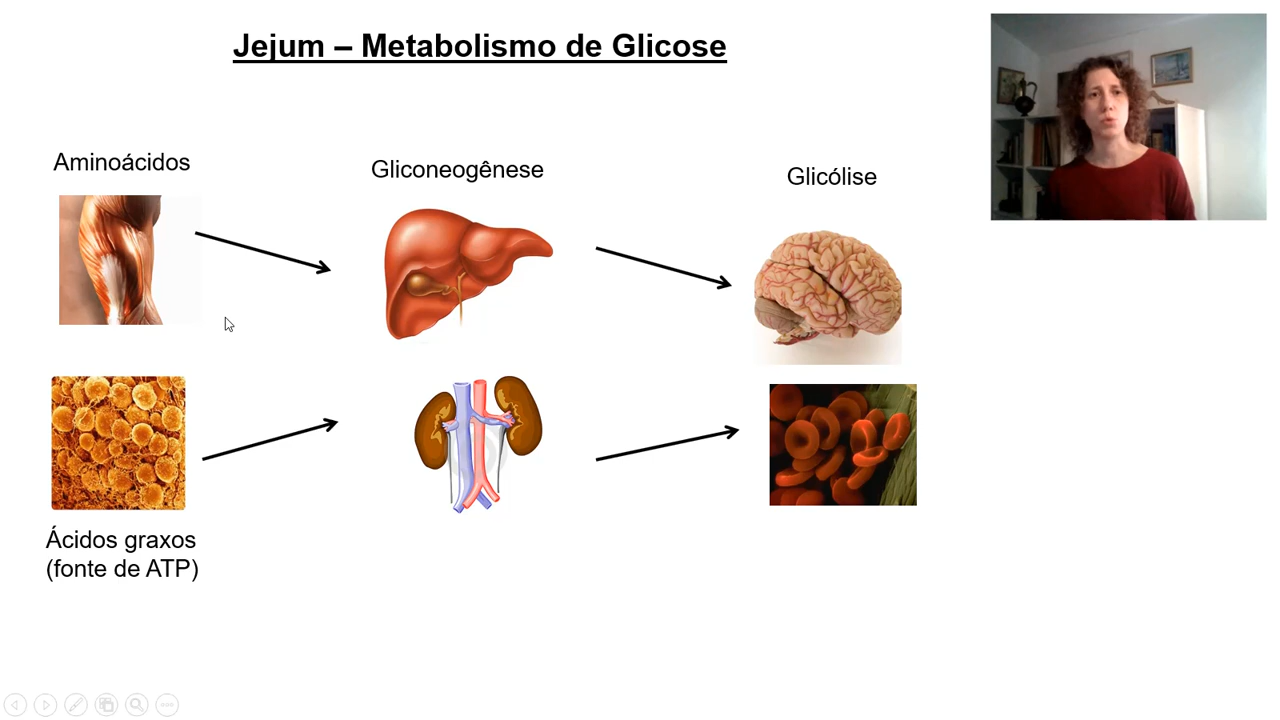 Jejum – Metabolismo de Glicose
Aminoácidos
Gliconeogênese
Glicólise
Ácidos graxos
(fonte de ATP)